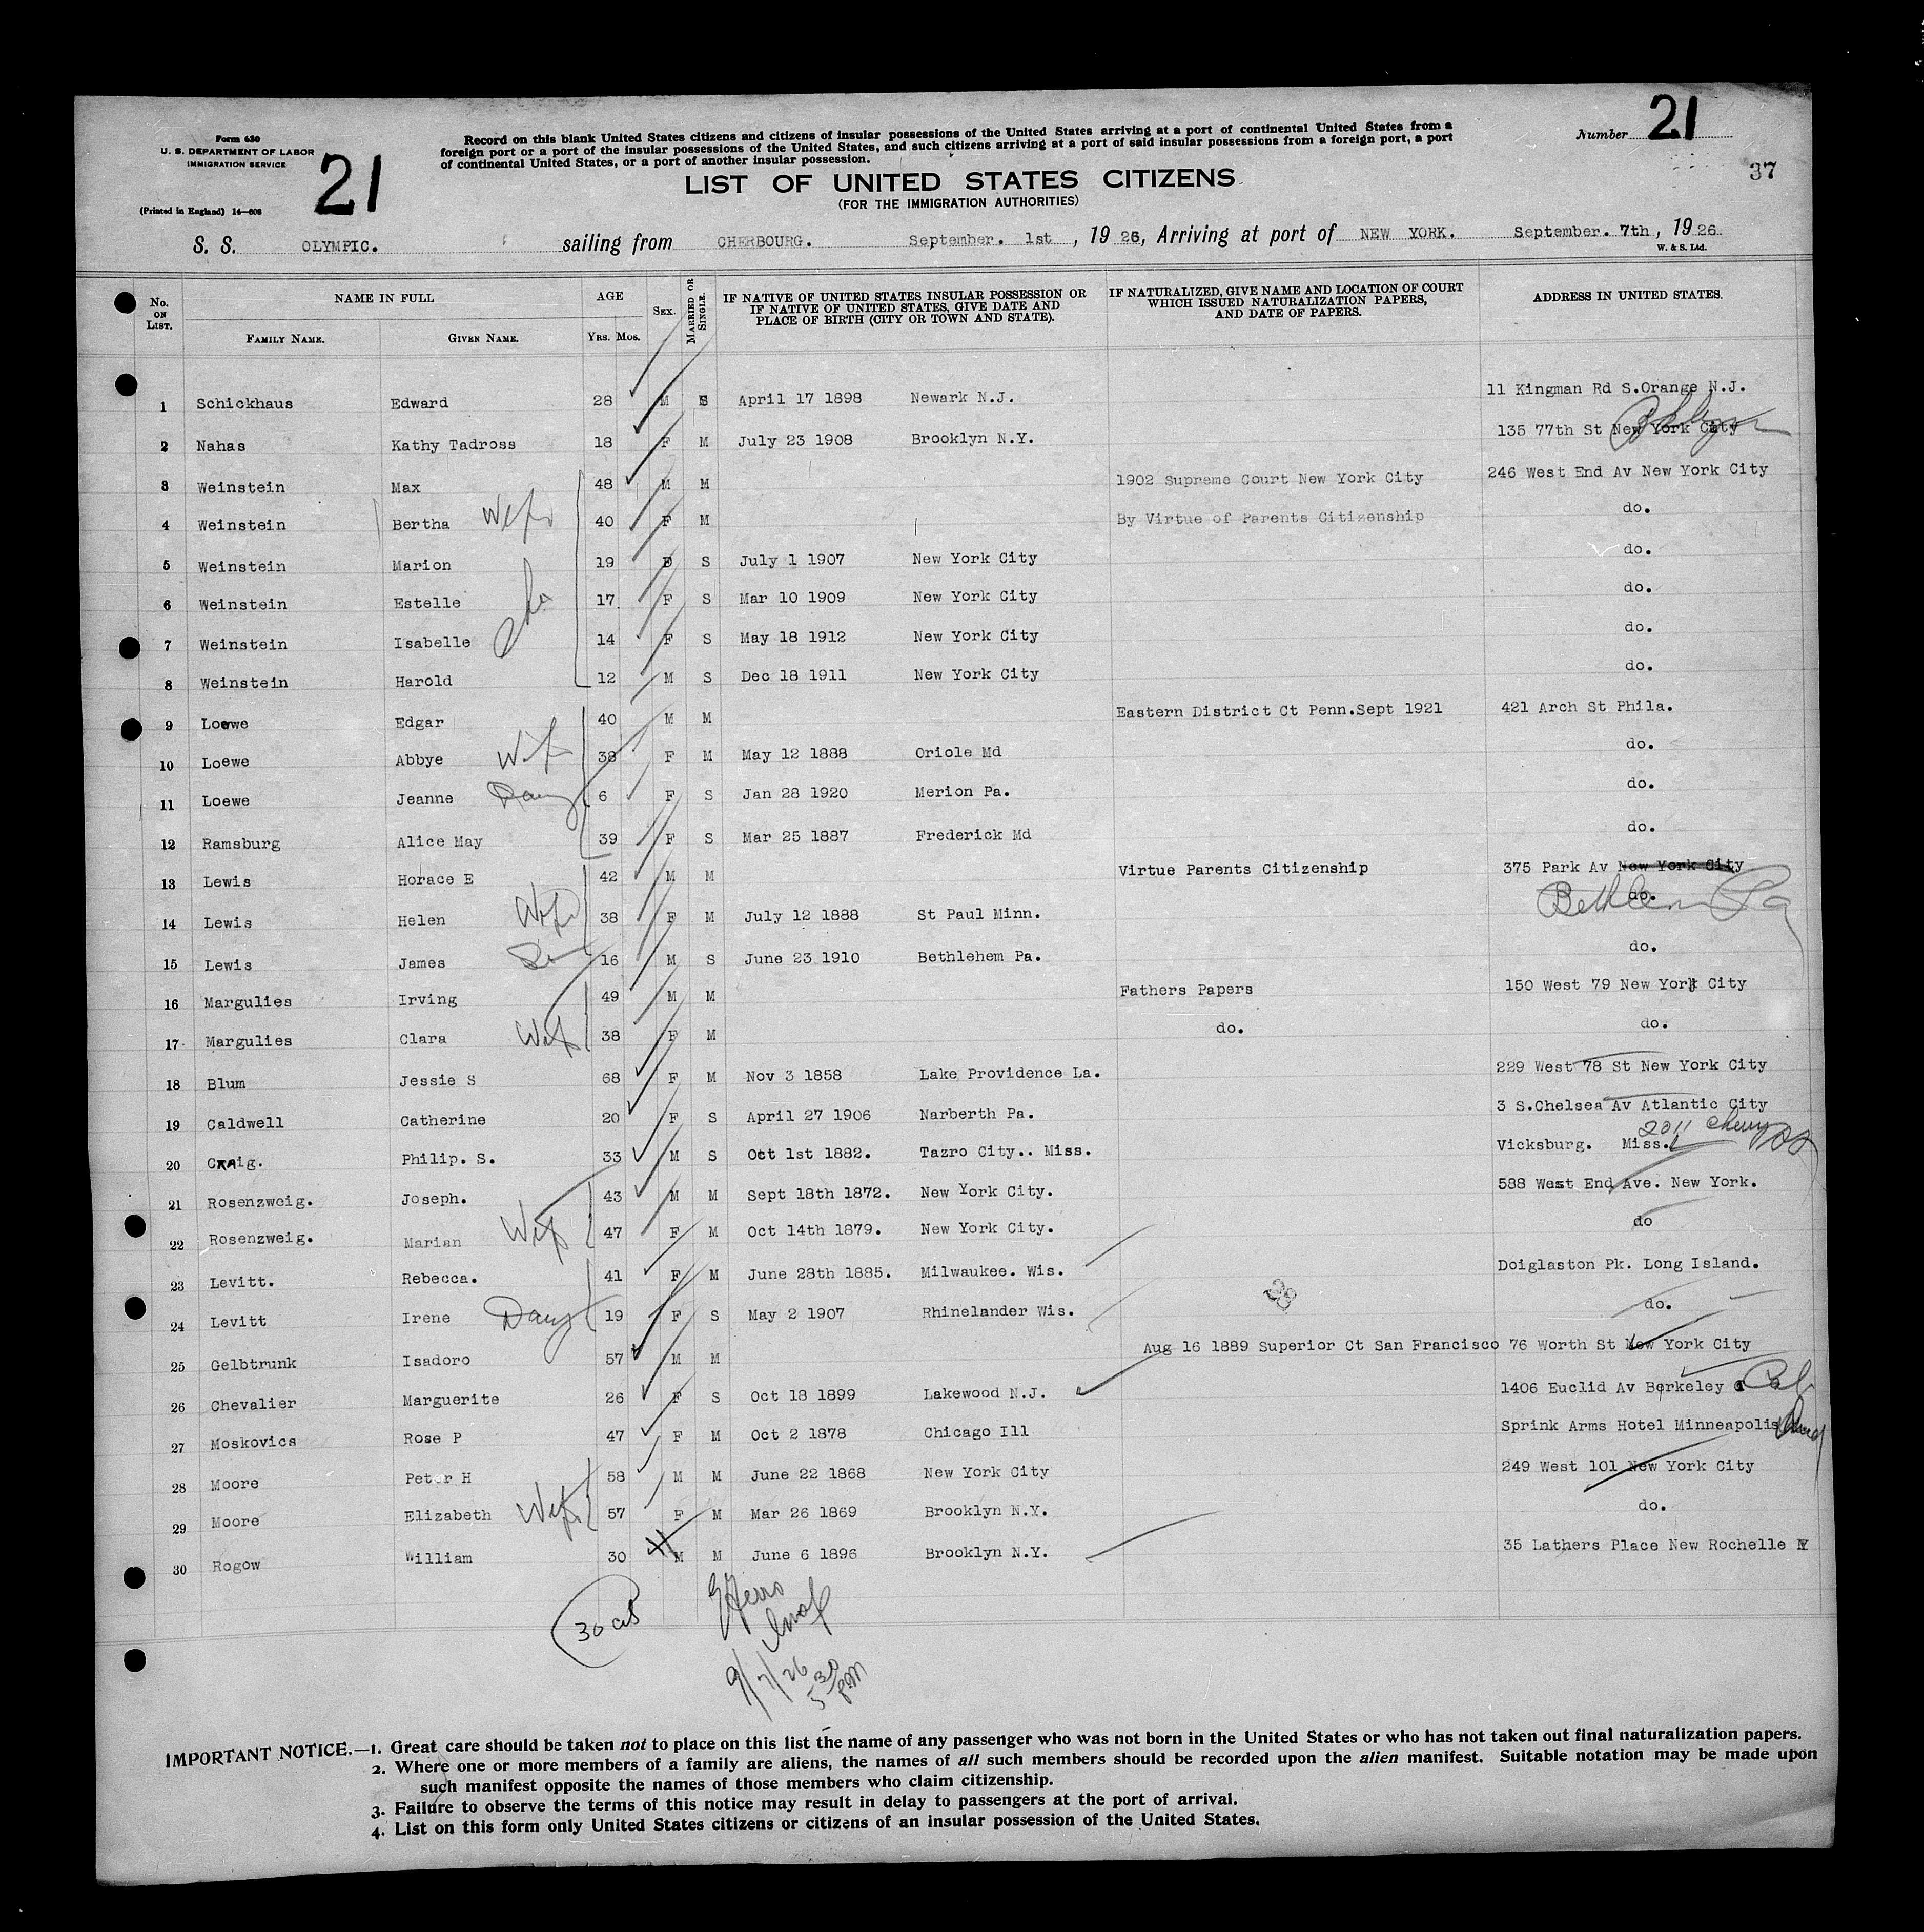 Form 630
U. S. DEPARTMENT OF LABOR
IMMIGRATION SERVICE
21
(Printed in England) 14—608
Record on this blank United States citizens and citizens of insular possessions of the United States arriving at a port of continental United States from a
foreign port or a port of the insular possessions of the United States, and such citizens arriving at a port of said insular possessions from a foreign port, a port
of continental United States, or a port of another insular possession.
Number 21
37
LIST OF UNITED STATES CITIZENS
(FOR THE IMMIGRATION AUTHORITIES)
S. S. OLYMPIC. sailing from CHERBOURG. September. 1st, 1926, Arriving at port of NEW YORK. September. 7th, 1926
W. & S. Ltd.
No. ON LIST. NAME IN FULL FAMILY NAME. GIVEN NAME. AGE YRS. MOS. SEX. MARRIED OR SINGLE. IF NATIVE OF UNITED STATES INSULAR POSSESSION OR IF NATIVE OF UNITED STATES, GIVE DATE AND PLACE OF BIRTH (CITY OR TOWN AND STATE). IF NATURALIZED, GIVE NAME AND LOCATION OF COURT WHICH ISSUED NATURALIZATION PAPERS, AND DATE OF PAPERS. ADDRESS IN UNITED STATES.
1 Schickhaus Edward 28 M S April 17 1898 Newark N.J. 11 Kingman Rd S.Orange N.J.
2 Nahas Kathy Tadross 18 F M July 23 1908 Brooklyn N.Y. 135 77th St New York City
3 Weinstein Max 48 M M 1902 Supreme Court New York City 246 West End Av New York City
4 Weinstein Bertha Wife 40 F M By Virtue of Parents Citizenship do.
5 Weinstein Marion 19 F S July 1 1907 New York City do.
6 Weinstein Estelle 17 F S Mar 10 1909 New York City do.
7 Weinstein Isabelle 14 F S May 18 1912 New York City do.
8 Weinstein Harold 12 M S Dec 18 1911 New York City do.
9 Loewe Edgar 40 M M Eastern District Ct Penn.Sept 1921 421 Arch St Phila.
10 Loewe Abbye Wife 38 F M May 12 1888 Oriole Md do.
11 Loewe Jeanne Daug 6 F S Jan 28 1920 Merion Pa. do.
12 Ramsburg Alice May 39 F S Mar 25 1887 Frederick Md do.
13 Lewis Horace E 42 M M Virtue Parents Citizenship 375 Park Av New York City
14 Lewis Helen Wife 38 F M July 12 1888 St Paul Minn. do. Bethlem Pa
15 Lewis James Son 16 M S June 23 1910 Bethlehem Pa. do.
16 Margulies Irving 49 M M Fathers Papers 150 West 79 New York City
17 Margulies Clara Wife 38 F M do. do.
18 Blum Jessie S 68 F M Nov 3 1858 Lake Providence La. 229 West 78 St New York City
19 Caldwell Catherine 20 F S April 27 1906 Narberth Pa. 3 S.Chelsea Av Atlantic City
20 CRAig. Philip. S. 33 M S Oct 1st 1882. Tazro City.. Miss. Vicksburg. Miss. 2011 Cherry
21 Rosenzweig. Joseph. 43 M M Sept 18th 1872. New York City. 588 West End Ave. New York.
22 Rosenzweig. Marian Wife 47 F M Oct 14th 1879. New York City. do
23 Levitt. Rebecca. 41 F M June 28th 1885. Milwaukee. Wis. Doiglaston Pk. Long Island.
24 Levitt Irene Daug 19 F S May 2 1907 Rhinelander Wis. do.
25 Gelbtrunk Isadoro 57 M M Aug 16 1889 Superior Ct San Francisco 76 Worth St New York City
26 Chevalier Marguerite 26 F S Oct 18 1899 Lakewood N.J. 1406 Euclid Av Berkeley Cal
27 Moskovics Rose P 47 F M Oct 2 1878 Chicago Ill Sprink Arms Hotel Minneapolis
28 Moore Peter H 58 M M June 22 1868 New York City 249 West 101 New York City
29 Moore Elizabeth Wife 57 F M Mar 26 1869 Brooklyn N.Y. do.
30 Rogow William 30 M M June 6 1896 Brooklyn N.Y. 35 Lathers Place New Rochelle NY
30
9/7/26
5 30 PM
IMPORTANT NOTICE.—1. Great care should be taken not to place on this list the name of any passenger who was not born in the United States or who has not taken out final naturalization papers.
2. Where one or more members of a family are aliens, the names of all such members should be recorded upon the alien manifest. Suitable notation may be made upon
such manifest opposite the names of those members who claim citizenship.
3. Failure to observe the terms of this notice may result in delay to passengers at the port of arrival.
4. List on this form only United States citizens or citizens of an insular possession of the United States.